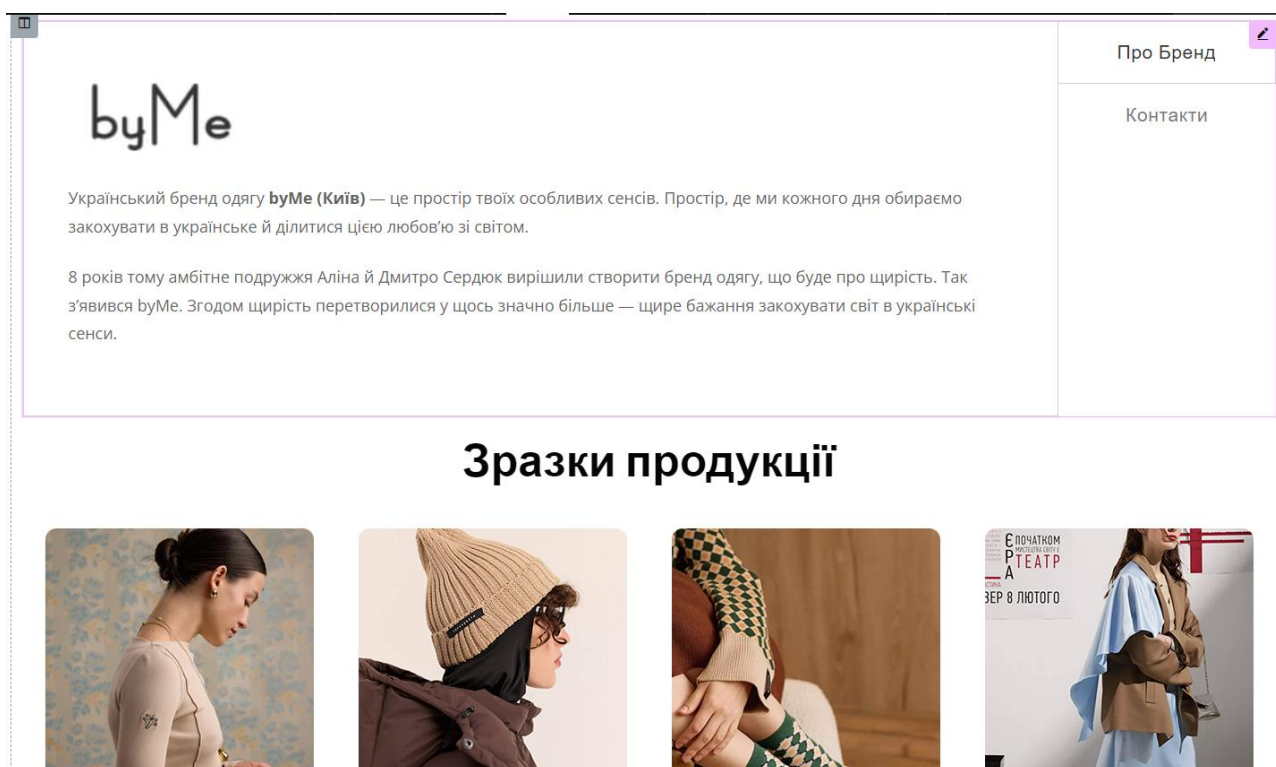 Про Бренд
Контакти
byMe
Український бренд одягу byMe (Київ) — це простір твоїх особливих сенсів. Простір, де ми кожного дня обираємо
закохувати в українське й ділитися цією любов’ю зі світом.
8 років тому амбітне подружжя Аліна й Дмитро Сердюк вирішили створити бренд одягу, що буде про щирість. Так
з’явився byMe. Згодом щирість перетворилися у щось значно більше — щире бажання закохувати світ в українські
сенси.
Зразки продукції
Є ПОЧАТКОМ
МИСТЕЦТВА СВІТУ Є
Р ТЕАТР
А
ВЕР 8 ЛЮТОГО